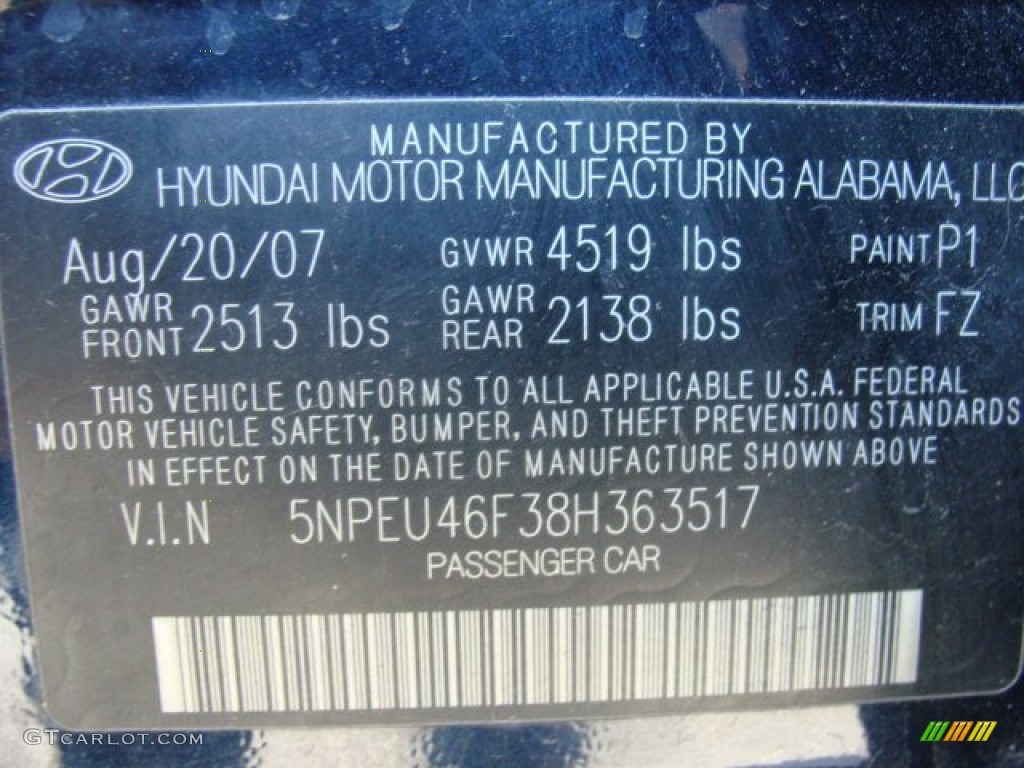 MANUFACTURED BY
HYUNDAI MOTOR MANUFACTURING ALABAMA, LLC
Aug/20/07 GVWR 4519 lbs PAINT P1
GAWR FRONT 2513 lbs GAWR REAR 2138 lbs TRIM FZ
THIS VEHICLE CONFORMS TO ALL APPLICABLE U.S.A. FEDERAL
MOTOR VEHICLE SAFETY, BUMPER, AND THEFT PREVENTION STANDARDS
IN EFFECT ON THE DATE OF MANUFACTURE SHOWN ABOVE
V.I.N 5NPEU46F38H363517
PASSENGER CAR
GTCARLOT.COM